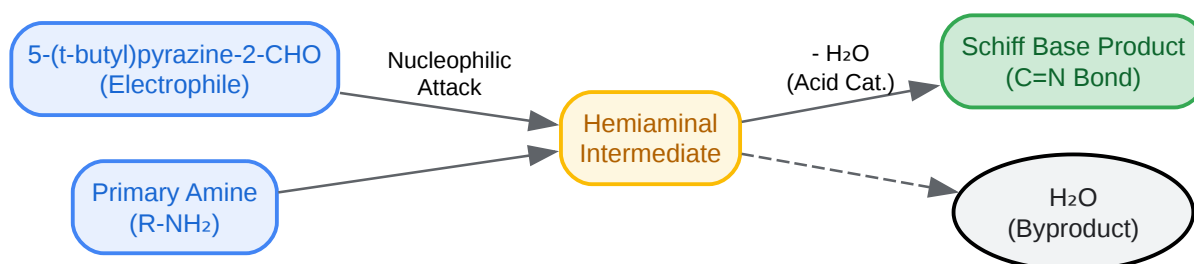 5-(t-butyl)pyrazine-2-CHO
(Electrophile)
Nucleophilic
Attack
Primary Amine
(R-NH₂)
Hemiaminal
Intermediate
- H₂O
(Acid Cat.)
Schiff Base Product
(C=N Bond)
H₂O
(Byproduct)